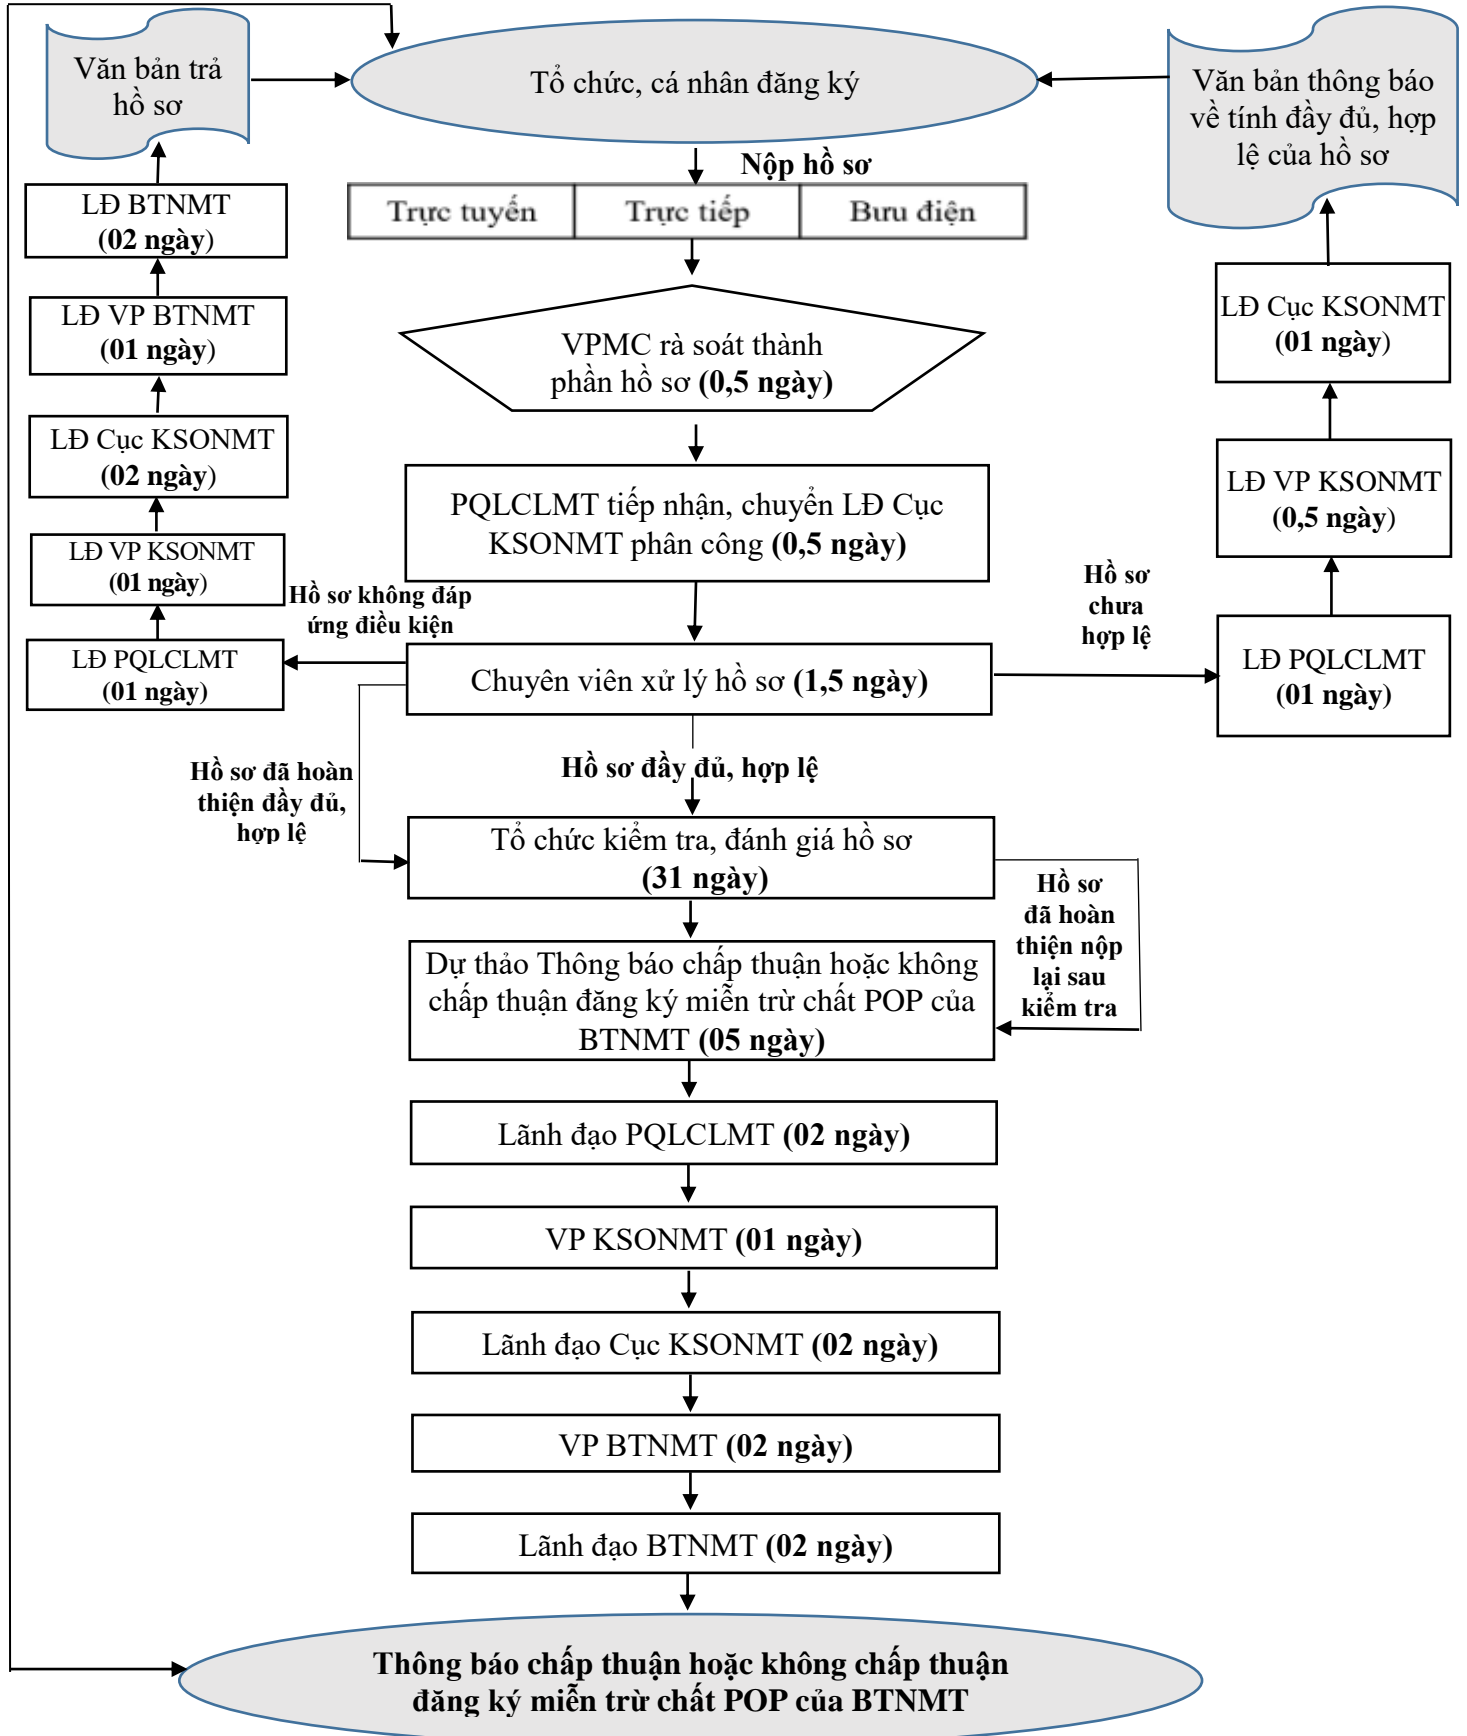 Văn bản trả
hồ sơ
Tổ chức, cá nhân đăng ký
Văn bản thông báo
về tính đầy đủ, hợp
lệ của hồ sơ
Nộp hồ sơ
Trực tuyến
Trực tiếp
Bưu điện
LĐ BTNMT
(02 ngày)
LĐ VP BTNMT
(01 ngày)
LĐ Cục KSONMT
(02 ngày)
LĐ VP KSONMT
(01 ngày)
LĐ PQLCLMT
(01 ngày)
VPMC rà soát thành
phần hồ sơ (0,5 ngày)
PQLCLMT tiếp nhận, chuyển LĐ Cục
KSONMT phân công (0,5 ngày)
LĐ Cục KSONMT
(01 ngày)
LĐ VP KSONMT
(0,5 ngày)
LĐ PQLCLMT
(01 ngày)
Hồ sơ không đáp
ứng điều kiện
Hồ sơ
chưa
hợp lệ
Chuyên viên xử lý hồ sơ (1,5 ngày)
Hồ sơ đã hoàn
thiện đầy đủ,
hợp lệ
Hồ sơ đầy đủ, hợp lệ
Tổ chức kiểm tra, đánh giá hồ sơ
(31 ngày)
Hồ sơ
đã hoàn
thiện nộp
lại sau
kiểm tra
Dự thảo Thông báo chấp thuận hoặc không
chấp thuận đăng ký miễn trừ chất POP của
BTNMT (05 ngày)
Lãnh đạo PQLCLMT (02 ngày)
VP KSONMT (01 ngày)
Lãnh đạo Cục KSONMT (02 ngày)
VP BTNMT (02 ngày)
Lãnh đạo BTNMT (02 ngày)
Thông báo chấp thuận hoặc không chấp thuận
đăng ký miễn trừ chất POP của BTNMT